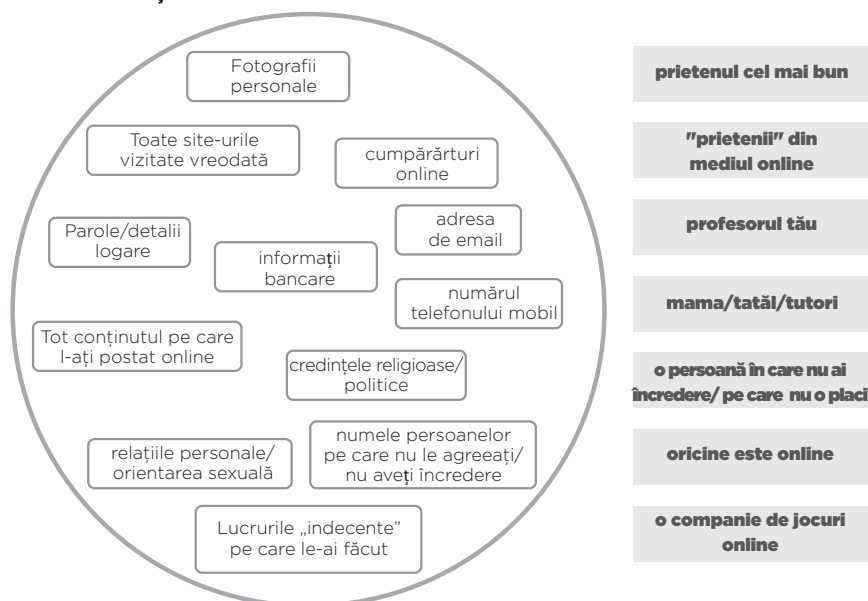 Fotografii
personale
Toate site-urile
vizitate vreodată
cumpărărturi
online
Parole/detalii
logare
adresa
de email
informații
bancare
numărul
telefonului mobil
Tot conținutul pe care
l-ați postat online
credințele religioase/
politice
relațiile personale/
orientarea sexuală
numele persoanelor
pe care nu le agreeați/
nu aveți încredere
Lucrurile „indecente”
pe care le-ai făcut
prietenul cel mai bun
"prietenii" din
mediul online
profesorul tău
mama/tatăl/tutori
o persoană în care nu ai
încredere/ pe care nu o placi
oricine este online
o companie de jocuri
online